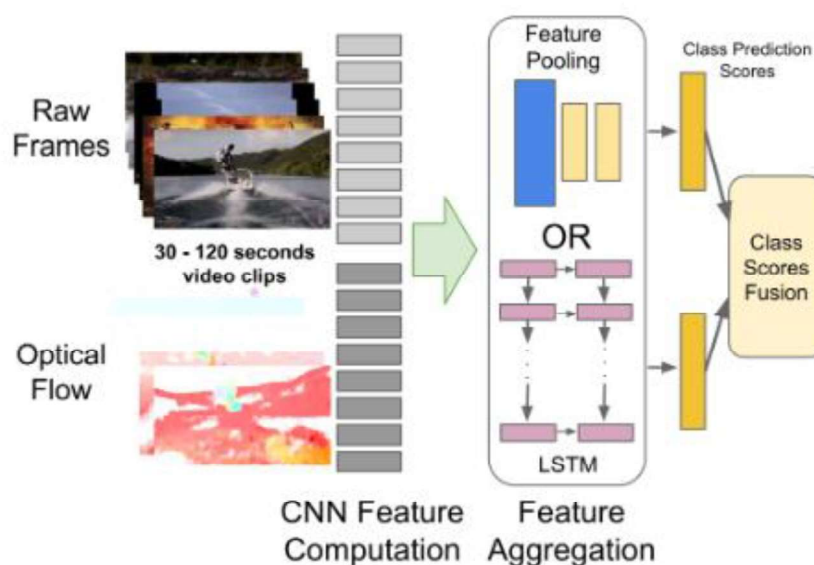 Raw
Frames
30 - 120 seconds
video clips
Optical
Flow
CNN Feature
Computation
Feature
Pooling
OR
LSTM
Feature
Aggregation
Class Prediction
Scores
Class
Scores
Fusion